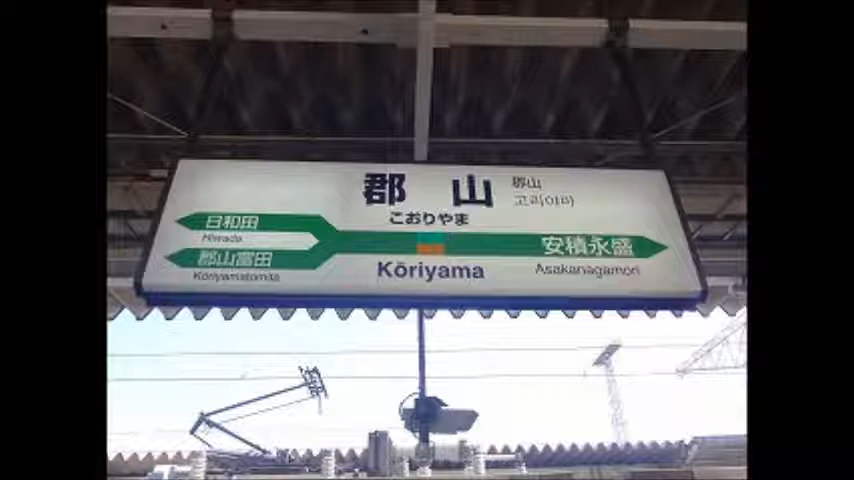 郡山
郡山
고리야마
こおりやま
日和田
Hiwada
郡山富田
Kōriyamatomita
Kōriyama
安積永盛
Asakanagamori